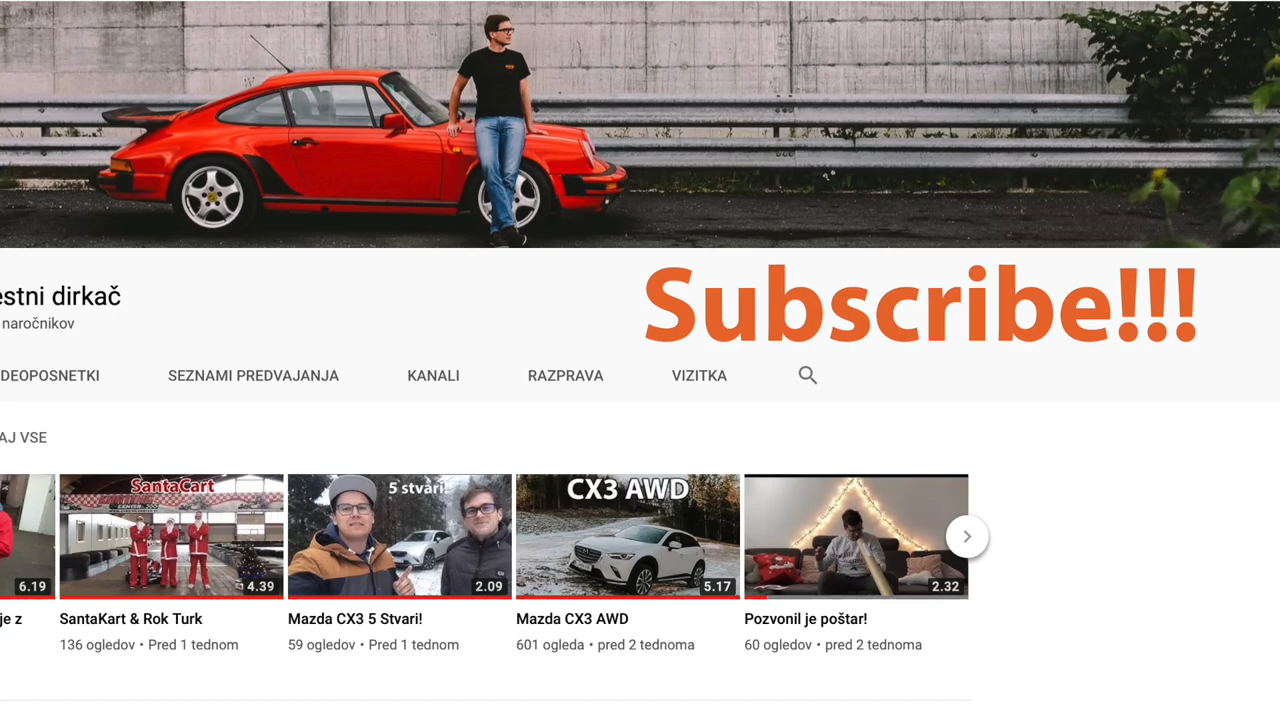 estni dirkač
naročnikov
Subscribe!!!
DEOPOSNETKI
SEZNAMI PREDVAJANJA
KANALI
RAZPRAVA
VIZITKA
AJ VSE
6.19
SantaCart
4.39
5 stvari!
2.09
CX3 AWD
5.17
2.32
je z
SantaKart & Rok Turk
136 ogledov • Pred 1 tednom
Mazda CX3 5 Stvari!
59 ogledov • Pred 1 tednom
Mazda CX3 AWD
601 ogleda • pred 2 tednoma
Pozvonil je poštar!
60 ogledov • pred 2 tednoma